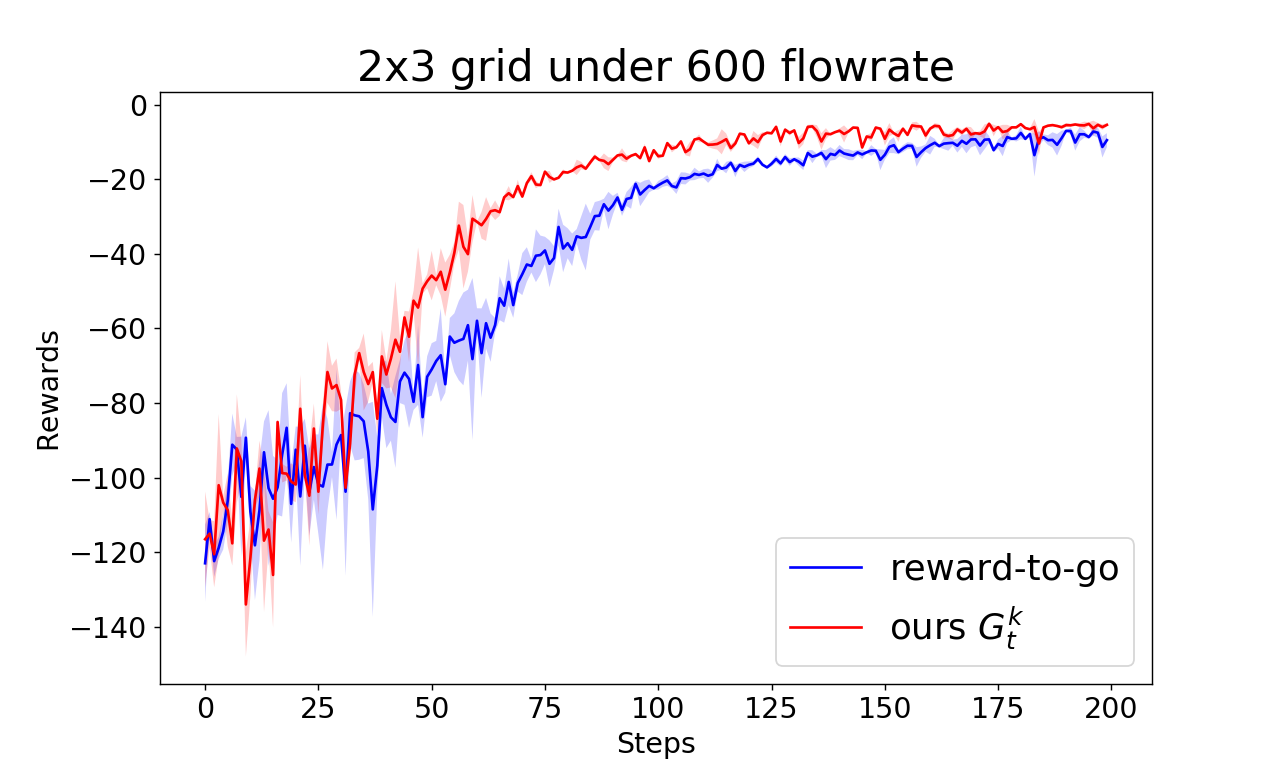 2x3 grid under 600 flowrate
Rewards
0
−20
−40
−60
−80
−100
−120
−140
0 25 50 75 100 125 150 175 200
Steps
reward-to-go
ours $G_t^k$